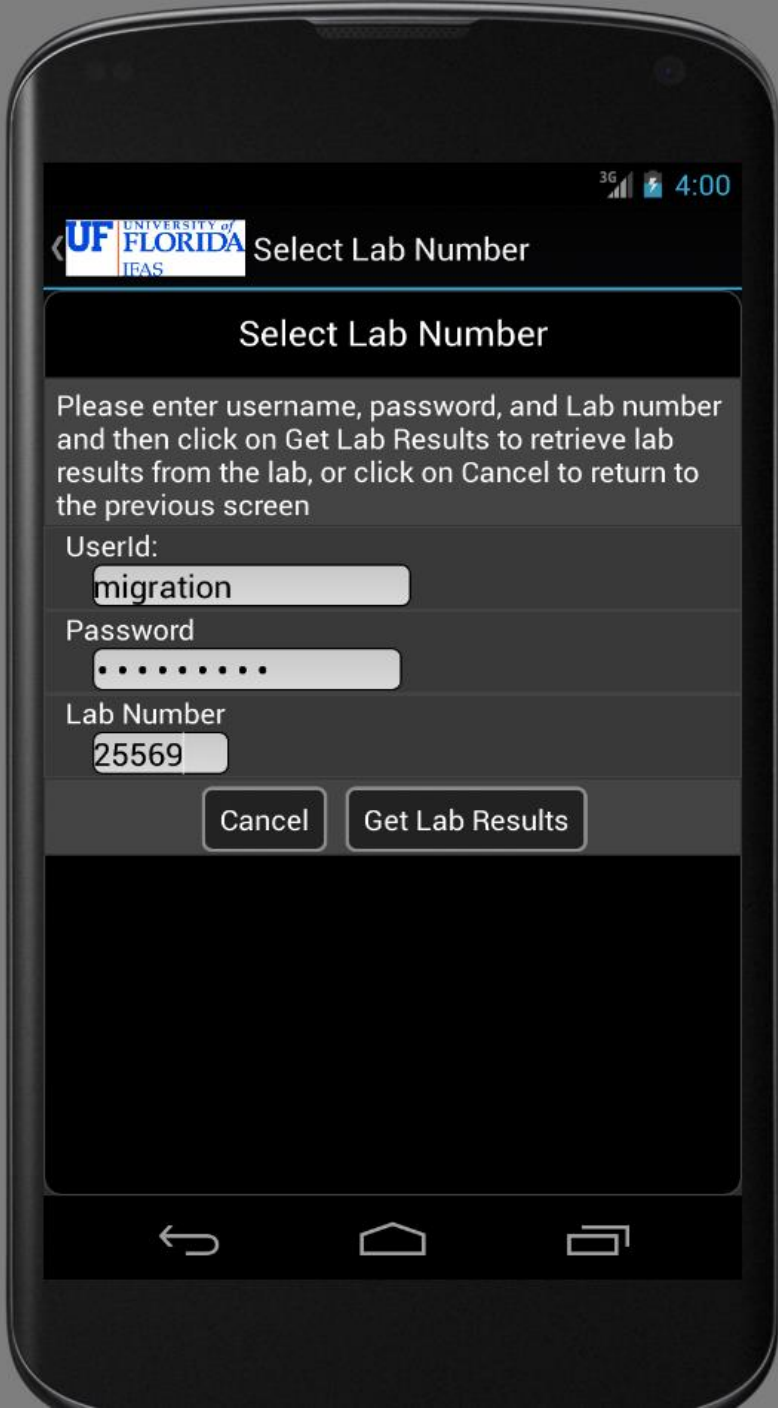 3G 4:00
UF UNIVERSITY of
FLORIDA
IFAS
Select Lab Number
Select Lab Number
Please enter username, password, and Lab number
and then click on Get Lab Results to retrieve lab
results from the lab, or click on Cancel to return to
the previous screen
UserId:
migration
Password
•••••••••
Lab Number
25569
Cancel Get Lab Results